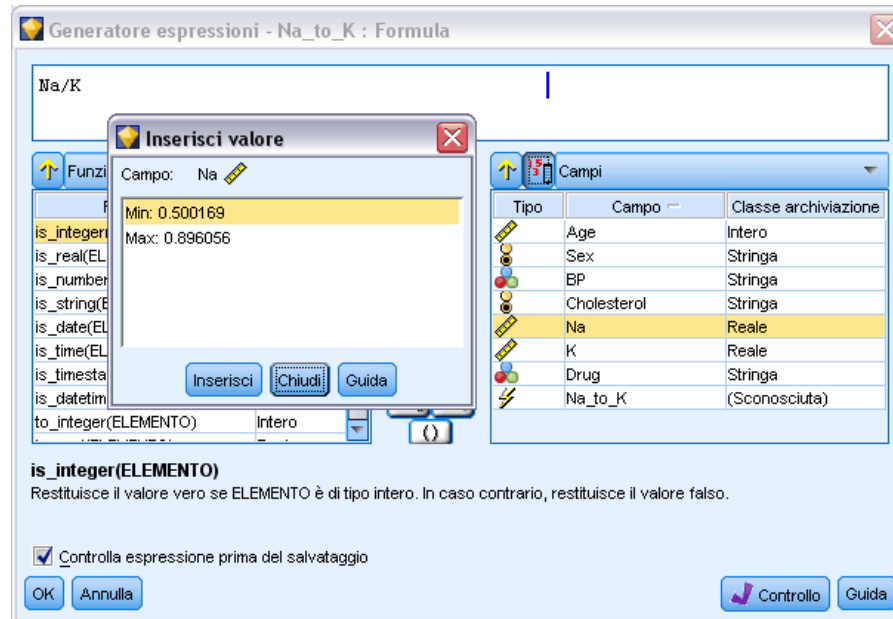 Generatore espressioni - Na_to_K : Formula
Na/K
Inserisci valore
Campo: Na
Min: 0.500169
Max: 0.896056
Inserisci Chiudi Guida
Funzi
is_integer(
is_real(EL
is_number
is_string(E
is_date(EL
is_time(EL
is_timesta
is_datetim
to_integer(ELEMENTO) Intero
()
Campi
Tipo Campo Classe archiviazione
Age Intero
Sex Stringa
BP Stringa
Cholesterol Stringa
Na Reale
K Reale
Drug Stringa
Na_to_K (Sconosciuta)
is_integer(ELEMENTO)
Restituisce il valore vero se ELEMENTO è di tipo intero. In caso contrario, restituisce il valore falso.
Controlla espressione prima del salvataggio
OK Annulla Controllo Guida